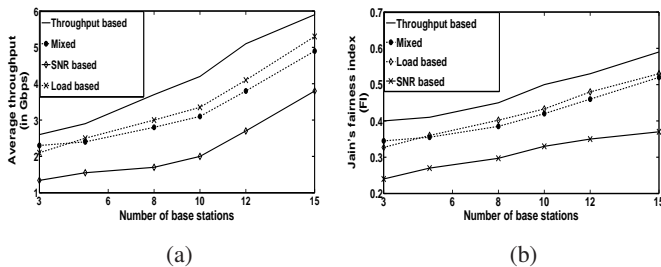 Throughput based
Mixed
SNR based
Load based
6
5
4
3
2
1
3
6
8
10
12
15
Average throughput
(in Gbps)
Number of base stations
(a)
Throughput based
Mixed
Load based
SNR based
0.7
0.6
0.5
0.4
0.3
0.2
3
6
8
10
12
15
Jain's fairness index
(FI)
Number of base stations
(b)